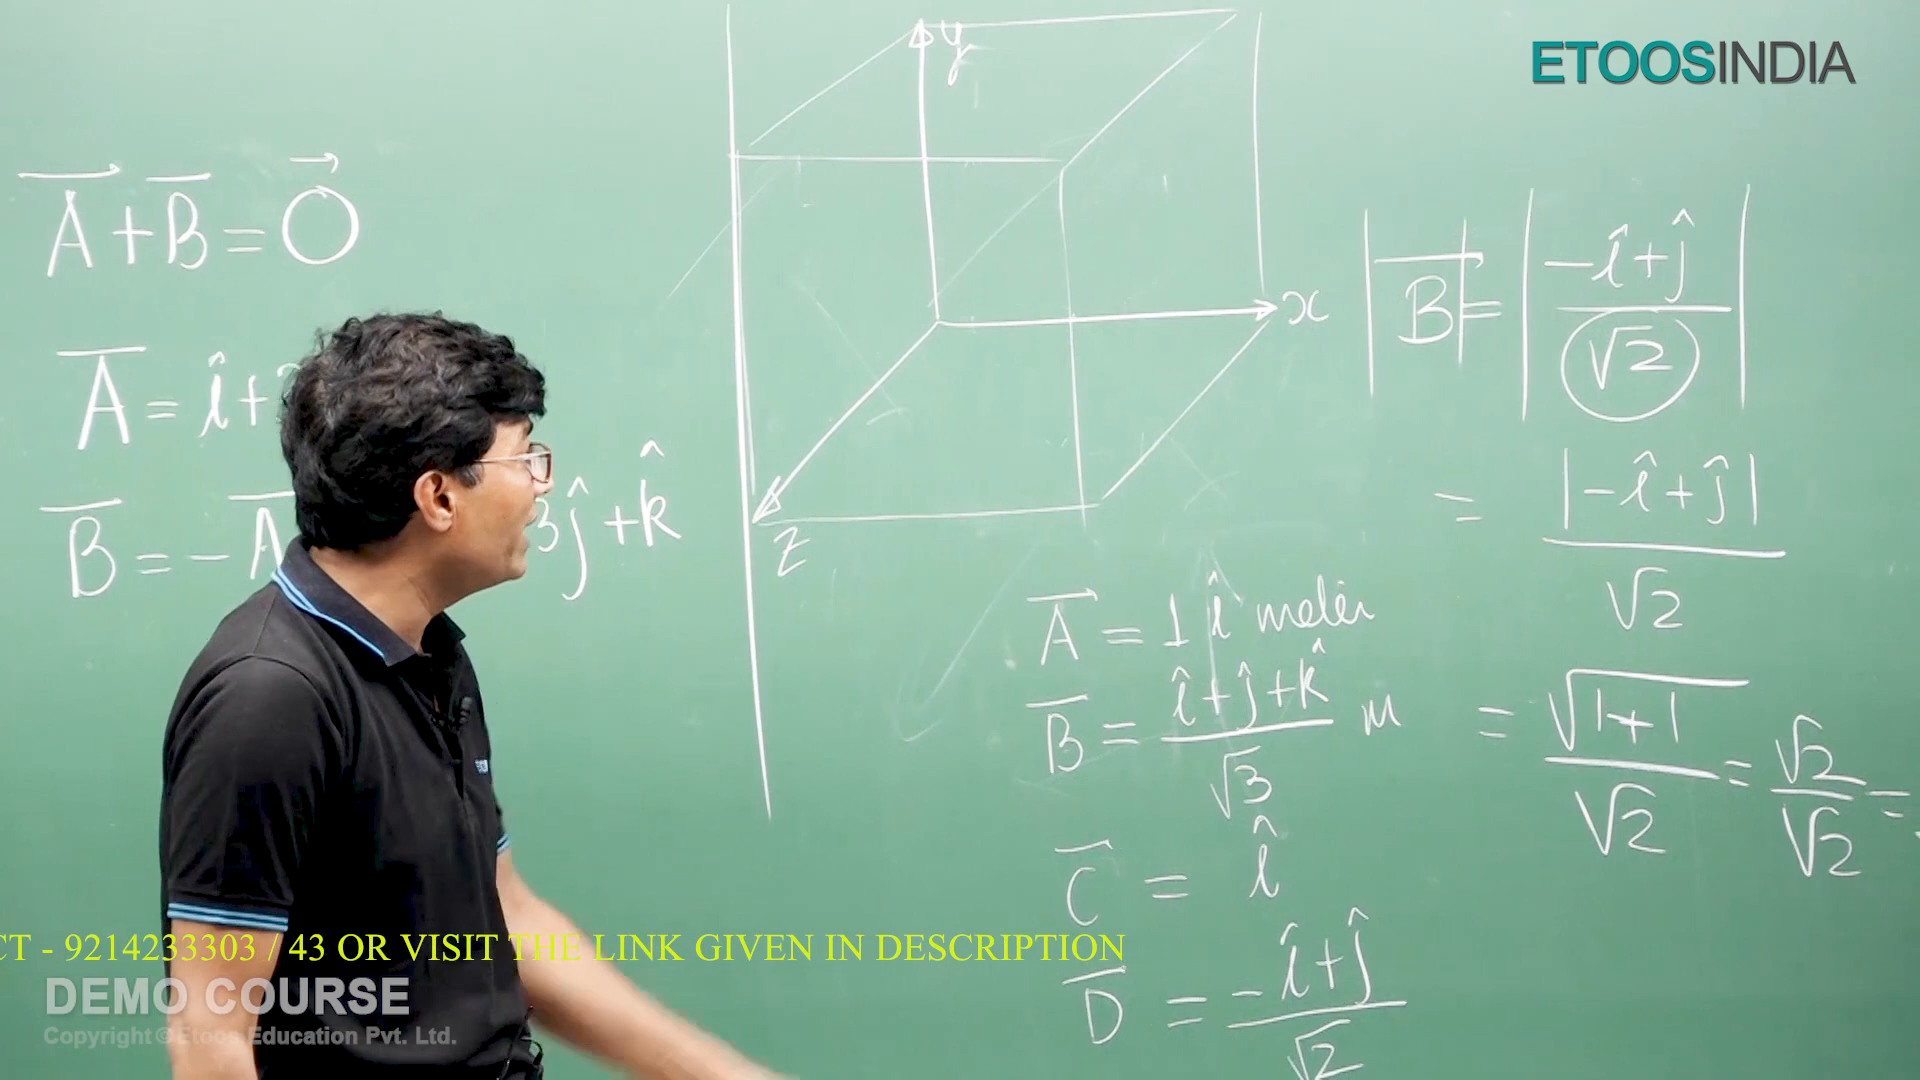 ETOOSINDIA
A + B = 0
A = î +
B = - A 3ĵ + k̂
y
x
z
A = 1 î meter
B = î + ĵ + k̂ / √3 m
C = î
D = -î + ĵ / √2
|B| = | -î + ĵ / √2 |
= |-î + ĵ| / √2
= √1+1 / √2 = √2 / √2 =
CT - 9214233303 / 43 OR VISIT THE LINK GIVEN IN DESCRIPTION
DEMO COURSE
Copyright © Etoos Education Pvt. Ltd.